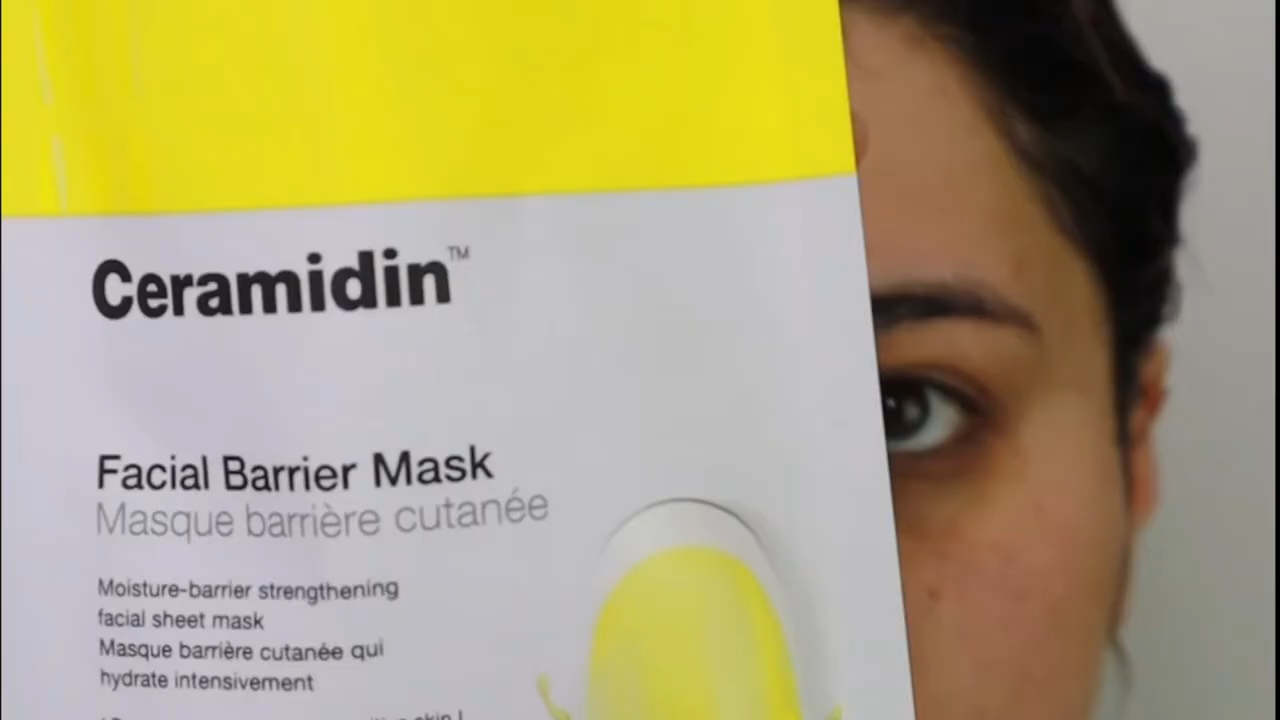 Ceramidin™
Facial Barrier Mask
Masque barrière cutanée
Moisture-barrier strengthening
facial sheet mask
Masque barrière cutanée qui
hydrate intensivement
skin